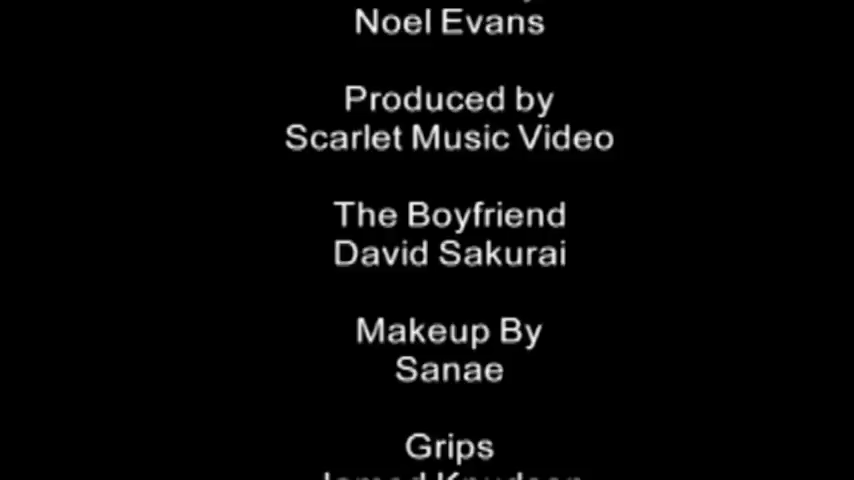 Noel Evans
Produced by
Scarlet Music Video
The Boyfriend
David Sakurai
Makeup By
Sanae
Grips